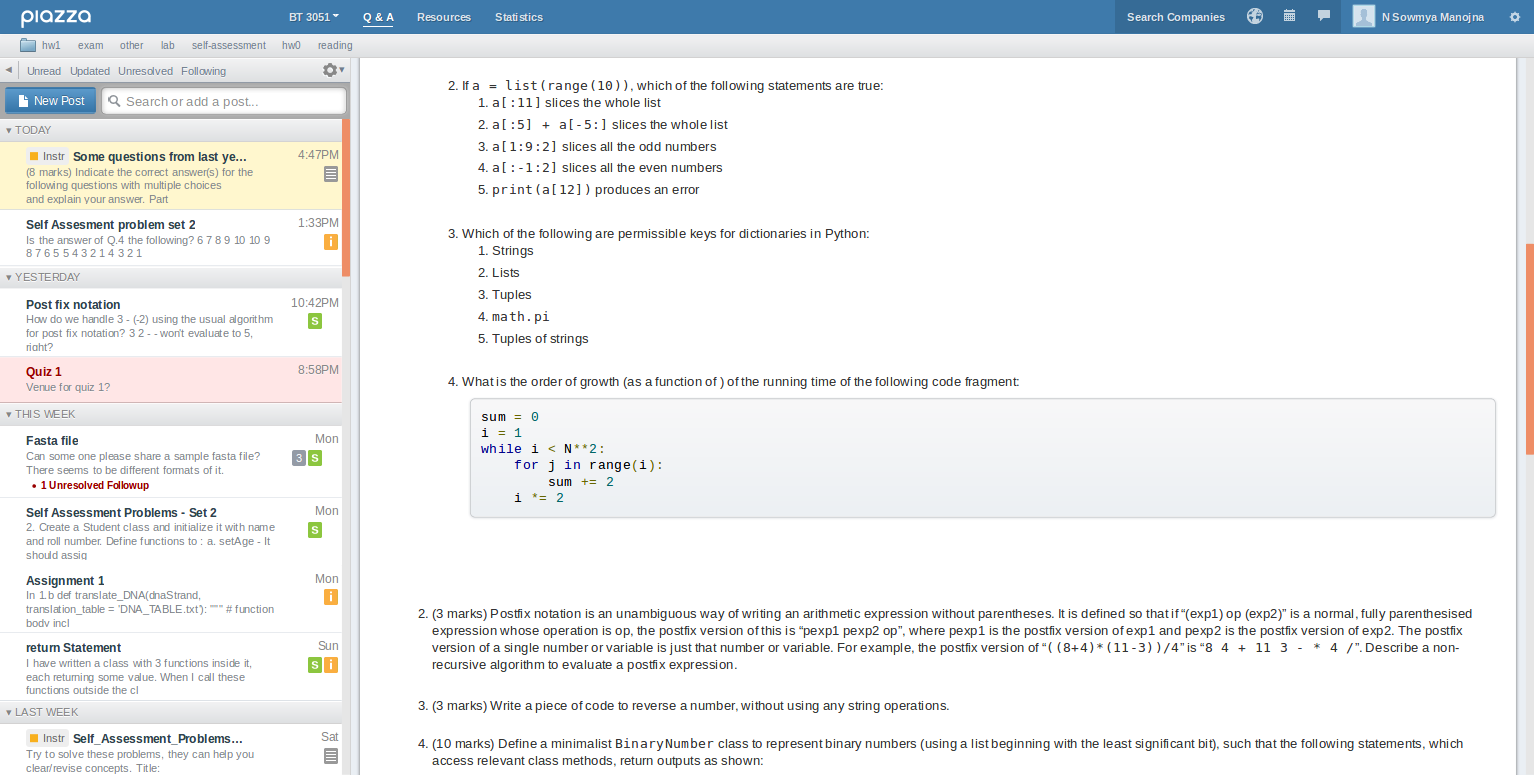 piazza
BT 3051
Q & A
Resources
Statistics
Search Companies
N Sowmya Manojna
hw1 exam other lab self-assessment hw0 reading
Unread Updated Unresolved Following
New Post
Search or add a post...
TODAY
Instr Some questions from last ye... 4:47PM
(8 marks) Indicate the correct answer(s) for the
following questions with multiple choices
and explain your answer. Part
Self Assesment problem set 2 1:33PM
Is the answer of Q.4 the following? 6 7 8 9 10 10 9
8 7 6 5 5 4 3 2 1 4 3 2 1
i
YESTERDAY
Post fix notation 10:42PM
How do we handle 3 - (-2) using the usual algorithm
for post fix notation? 3 2 - - won't evaluate to 5,
right?
S
Quiz 1 8:58PM
Venue for quiz 1?
THIS WEEK
Fasta file Mon
Can some one please share a sample fasta file?
There seems to be different formats of it.
3 S
• 1 Unresolved Followup
Self Assessment Problems - Set 2 Mon
2. Create a Student class and initialize it with name
and roll number. Define functions to : a. setAge - It
should assig
S
Assignment 1 Mon
In 1.b def translate_DNA(dnaStrand,
translation_table = 'DNA_TABLE.txt'): """ # function
body incl
i
return Statement Sun
I have written a class with 3 functions inside it,
each returning some value. When I call these
functions outside the cl
S i
LAST WEEK
Instr Self_Assessment_Problems... Sat
Try to solve these problems, they can help you
clear/revise concepts. Title:
2. If a = list(range(10)), which of the following statements are true:
1. a[:11] slices the whole list
2. a[:5] + a[-5:] slices the whole list
3. a[1:9:2] slices all the odd numbers
4. a[:-1:2] slices all the even numbers
5. print(a[12]) produces an error
3. Which of the following are permissible keys for dictionaries in Python:
1. Strings
2. Lists
3. Tuples
4. math.pi
5. Tuples of strings
4. What is the order of growth (as a function of ) of the running time of the following code fragment:
sum = 0
i = 1
while i < N**2:
    for j in range(i):
        sum += 2
    i *= 2
2. (3 marks) Postfix notation is an unambiguous way of writing an arithmetic expression without parentheses. It is defined so that if “(exp1) op (exp2)” is a normal, fully parenthesised
expression whose operation is op, the postfix version of this is “pexp1 pexp2 op”, where pexp1 is the postfix version of exp1 and pexp2 is the postfix version of exp2. The postfix
version of a single number or variable is just that number or variable. For example, the postfix version of “((8+4)*(11-3))/4” is “8 4 + 11 3 - * 4 /”. Describe a non-
recursive algorithm to evaluate a postfix expression.
3. (3 marks) Write a piece of code to reverse a number, without using any string operations.
4. (10 marks) Define a minimalist BinaryNumber class to represent binary numbers (using a list beginning with the least significant bit), such that the following statements, which
access relevant class methods, return outputs as shown: